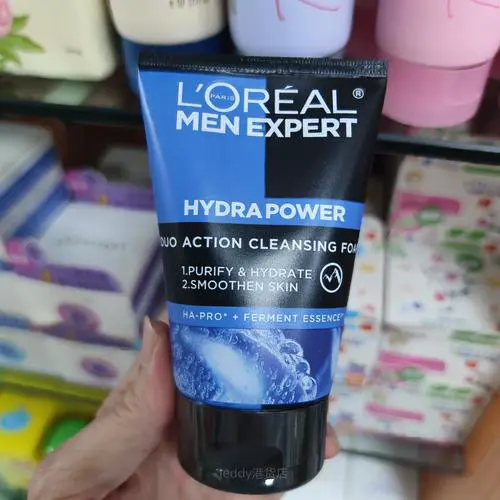 L'ORÉAL®
PARIS
MEN EXPERT
HYDRA POWER
DUO ACTION CLEANSING FOA
1.PURIFY & HYDRATE
2.SMOOTHEN SKIN
HA-PRO* + FERMENT ESSENCE**
teddy港货店